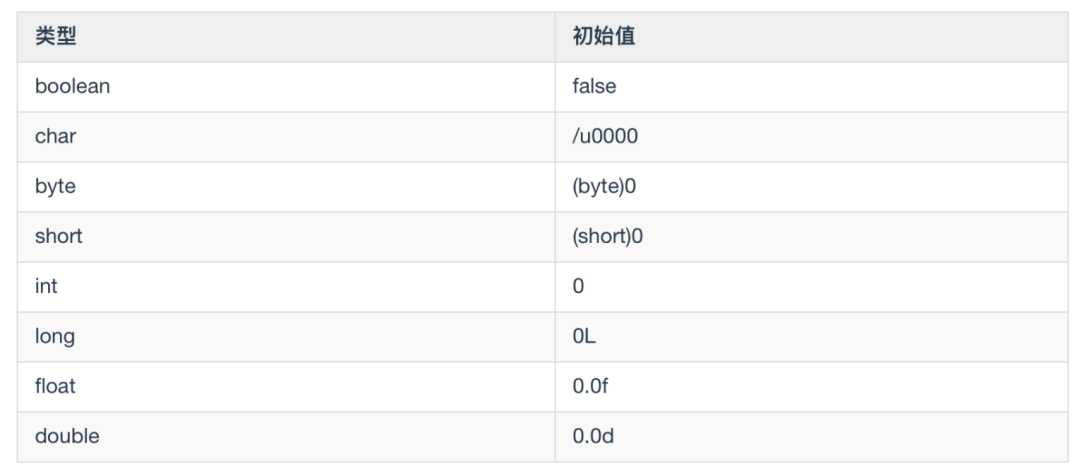 类型 初始值
boolean false
char /u0000
byte (byte)0
short (short)0
int 0
long 0L
float 0.0f
double 0.0d